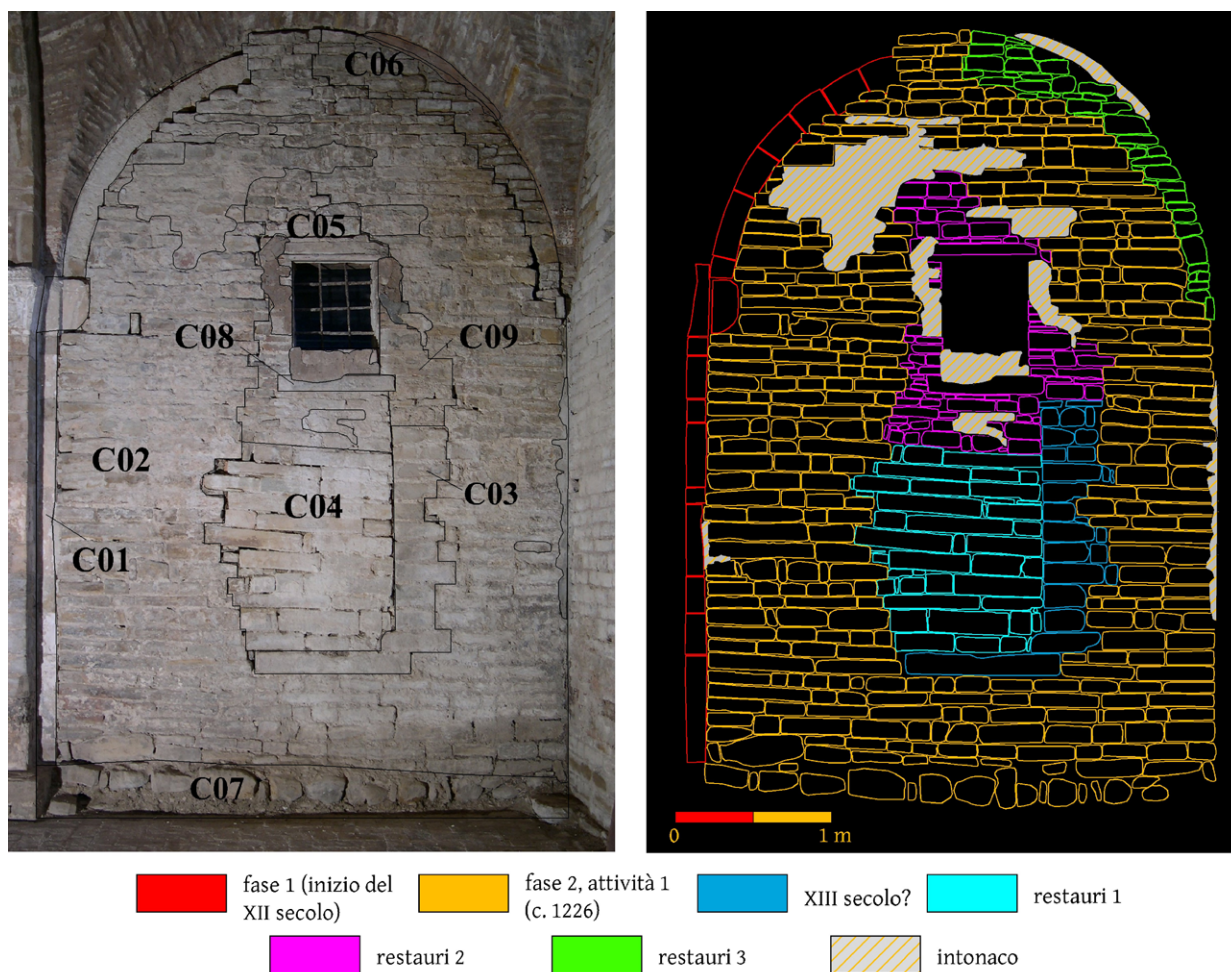 C06
C05
C08
C09
C02
C04
C03
C01
C07
0
1 m
fase 1 (inizio del
XII secolo)
fase 2, attività 1
(c. 1226)
XIII secolo?
restauri 1
restauri 2
restauri 3
intonaco